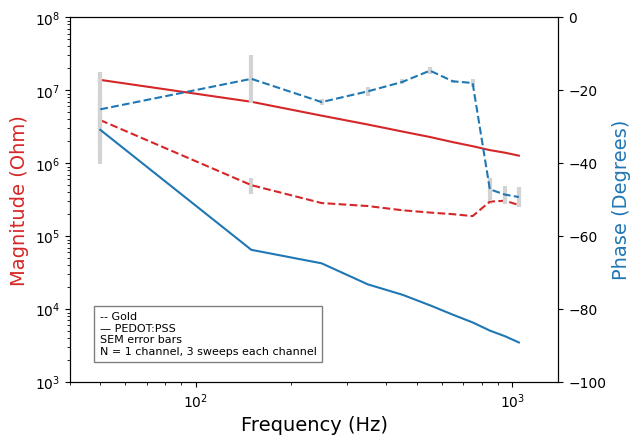 10^8
10^7
10^6
10^5
10^4
10^3
Magnitude (Ohm)
-- Gold
— PEDOT:PSS
SEM error bars
N = 1 channel, 3 sweeps each channel
10^2
10^3
Frequency (Hz)
0
−20
−40
−60
−80
−100
Phase (Degrees)